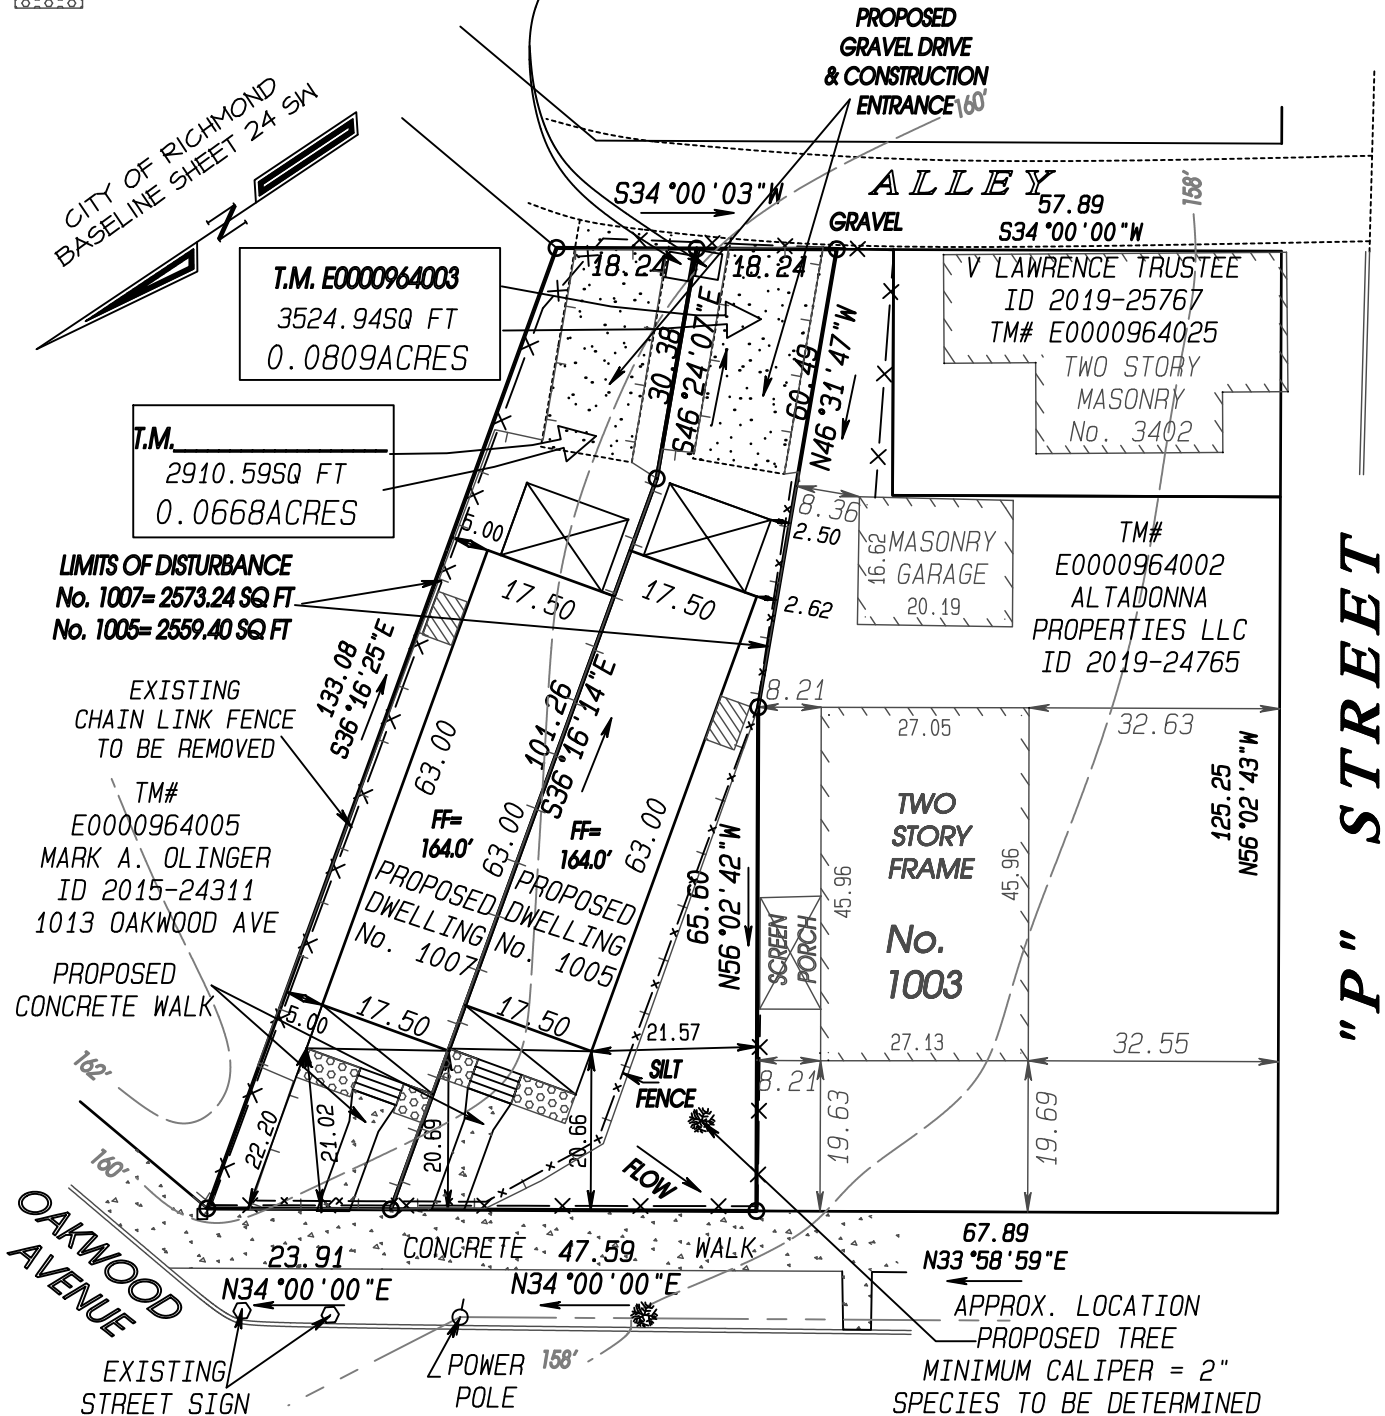 PROPOSED
GRAVEL DRIVE
& CONSTRUCTION
ENTRANCE
160'
CITY OF RICHMOND
BASELINE SHEET 24 SW
N
S34°00'03"W
ALLEY
158'
57.89
S34°00'00"W
GRAVEL
18.24
18.24
T.M. E0000964003
3524.94SQ FT
0.0809ACRES
V LAWRENCE TRUSTEE
ID 2019-25767
TM# E0000964025
TWO STORY
MASONRY
No. 3402
30.38
S46°24'07"E
60.49
N46°31'47"W
T.M.
2910.59SQ FT
0.0668ACRES
5.00
8.36
2.50
16.62
MASONRY
GARAGE
20.19
TM#
E0000964002
ALTADONNA
PROPERTIES LLC
ID 2019-24765
LIMITS OF DISTURBANCE
No. 1007= 2573.24 SQ FT
No. 1005= 2559.40 SQ FT
17.50
17.50
2.62
133.08
S36°16'25"E
101.26
S36°16'14"E
8.21
27.05
32.63
EXISTING
CHAIN LINK FENCE
TO BE REMOVED
63.00
63.00
63.00
125.25
N56°02'43"W
"P" STREET
TM#
E0000964005
MARK A. OLINGER
ID 2015-24311
1013 OAKWOOD AVE
FF=
164.0'
FF=
164.0'
PROPOSED
DWELLING
No. 1007
PROPOSED
DWELLING
No. 1005
65.60
N56°02'42"W
TWO
STORY
FRAME
45.96
45.96
No.
1003
SCREEN
PORCH
PROPOSED
CONCRETE WALK
5.00
17.50
17.50
21.57
27.13
32.55
162'
SILT
FENCE
8.21
22.20
21.02
20.69
20.66
19.63
19.69
160'
FLOW
OAKWOOD
AVENUE
CONCRETE WALK
23.91
N34°00'00"E
47.59
N34°00'00"E
67.89
N33°58'59"E
EXISTING
STREET SIGN
POWER
POLE
158'
APPROX. LOCATION
PROPOSED TREE
MINIMUM CALIPER = 2"
SPECIES TO BE DETERMINED